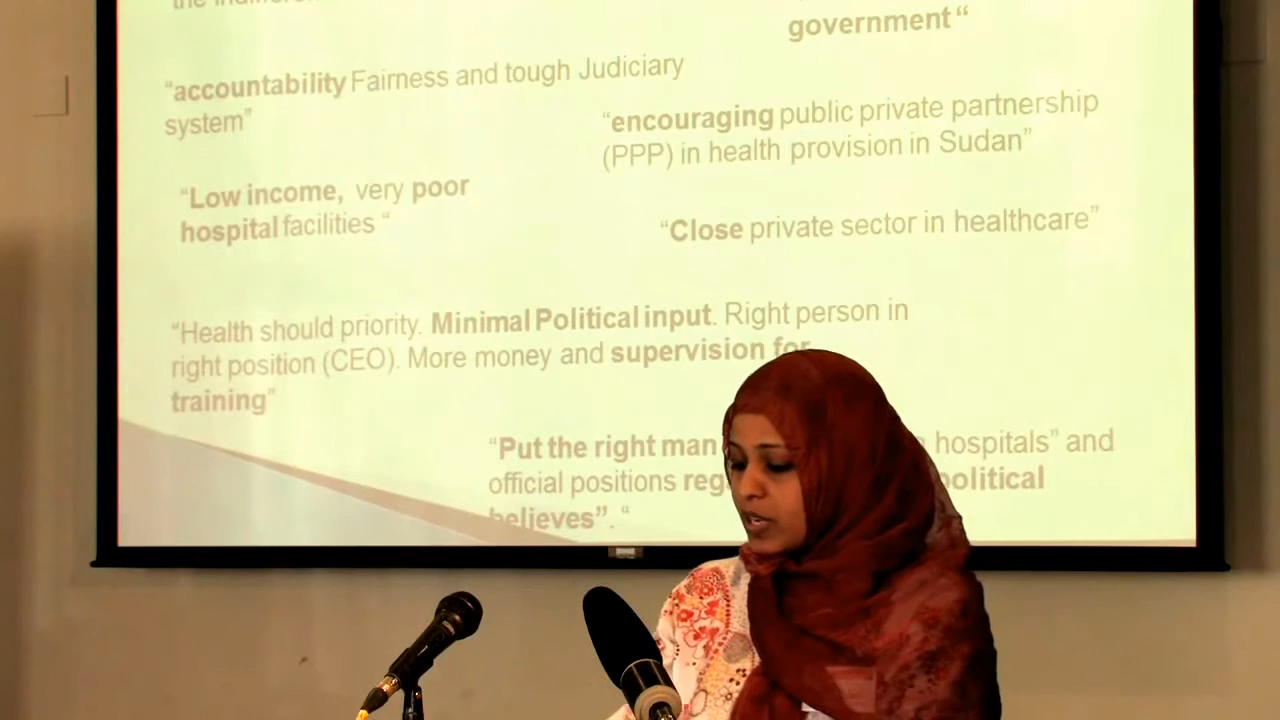 government “
“accountability Fairness and tough Judiciary
system”
“encouraging public private partnership
(PPP) in health provision in Sudan”
“Low income, very poor
hospital facilities “
“Close private sector in healthcare”
“Health should priority. Minimal Political input. Right person in
right position (CEO). More money and supervision for
training”
“Put the right man hospitals” and
official positions political
believes”. “